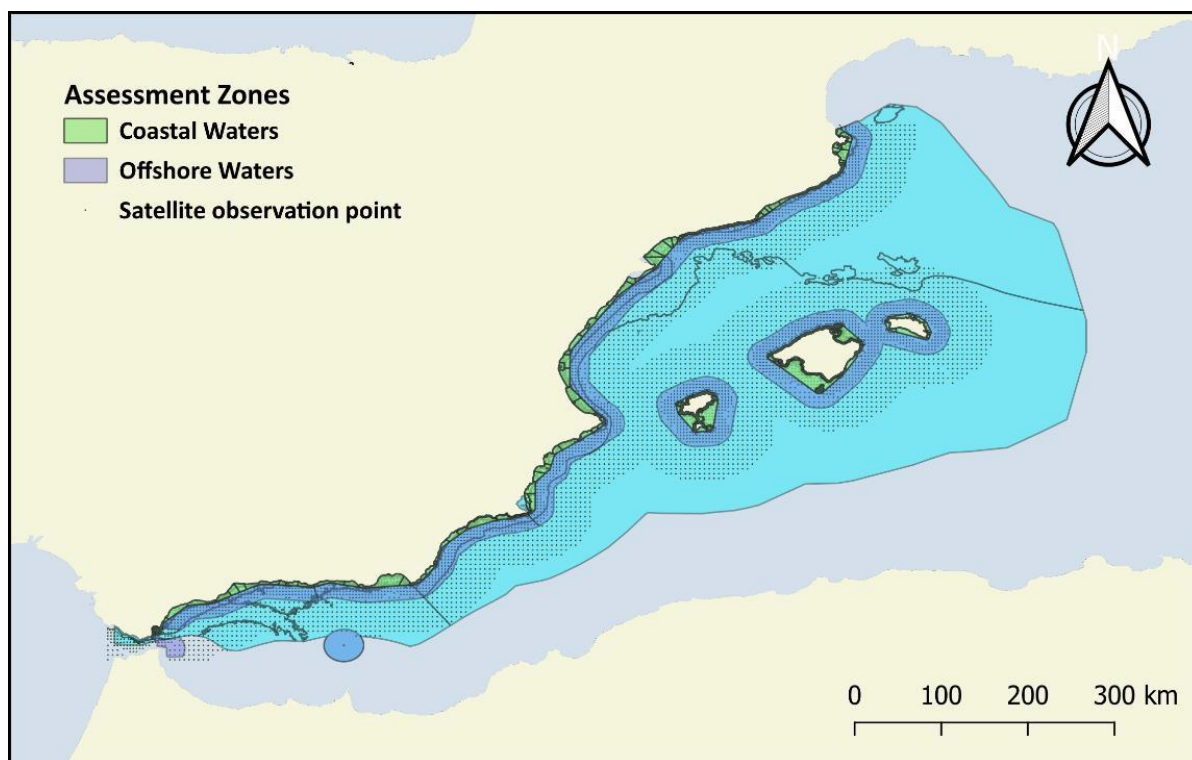 N
Assessment Zones
Coastal Waters
Offshore Waters
Satellite observation point
0 100 200 300 km